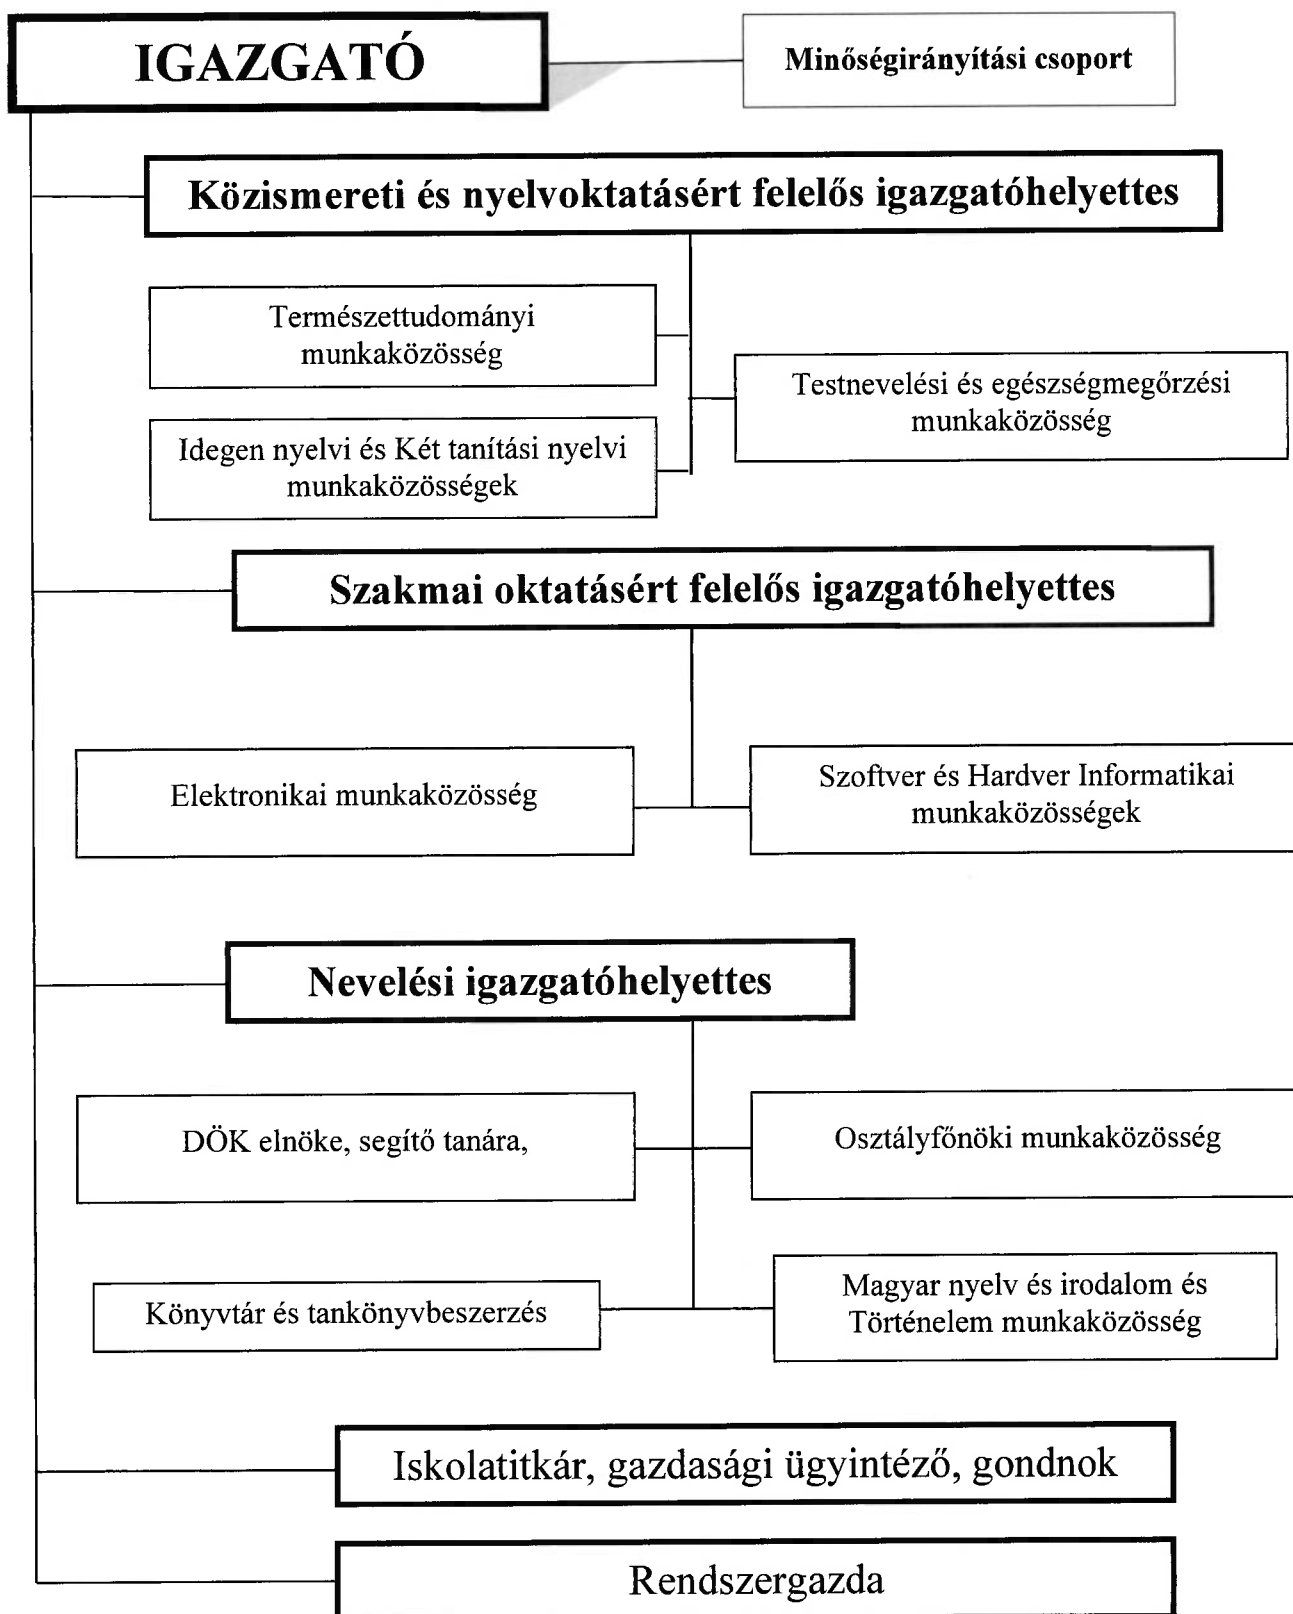 IGAZGATÓ
Minőségirányítási csoport
Közismereti és nyelvoktatásért felelős igazgatóhelyettes
Természettudományi
munkaközösség
Testnevelési és egészségmegőrzési
munkaközösség
Idegen nyelvi és Két tanítási nyelvi
munkaközösségek
Szakmai oktatásért felelős igazgatóhelyettes
Elektronikai munkaközösség
Szoftver és Hardver Informatikai
munkaközösségek
Nevelési igazgatóhelyettes
DÖK elnöke, segítő tanára,
Osztályfőnöki munkaközösség
Könyvtár és tankönyvbeszerzés
Magyar nyelv és irodalom és
Történelem munkaközösség
Iskolatitkár, gazdasági ügyintéző, gondnok
Rendszergazda